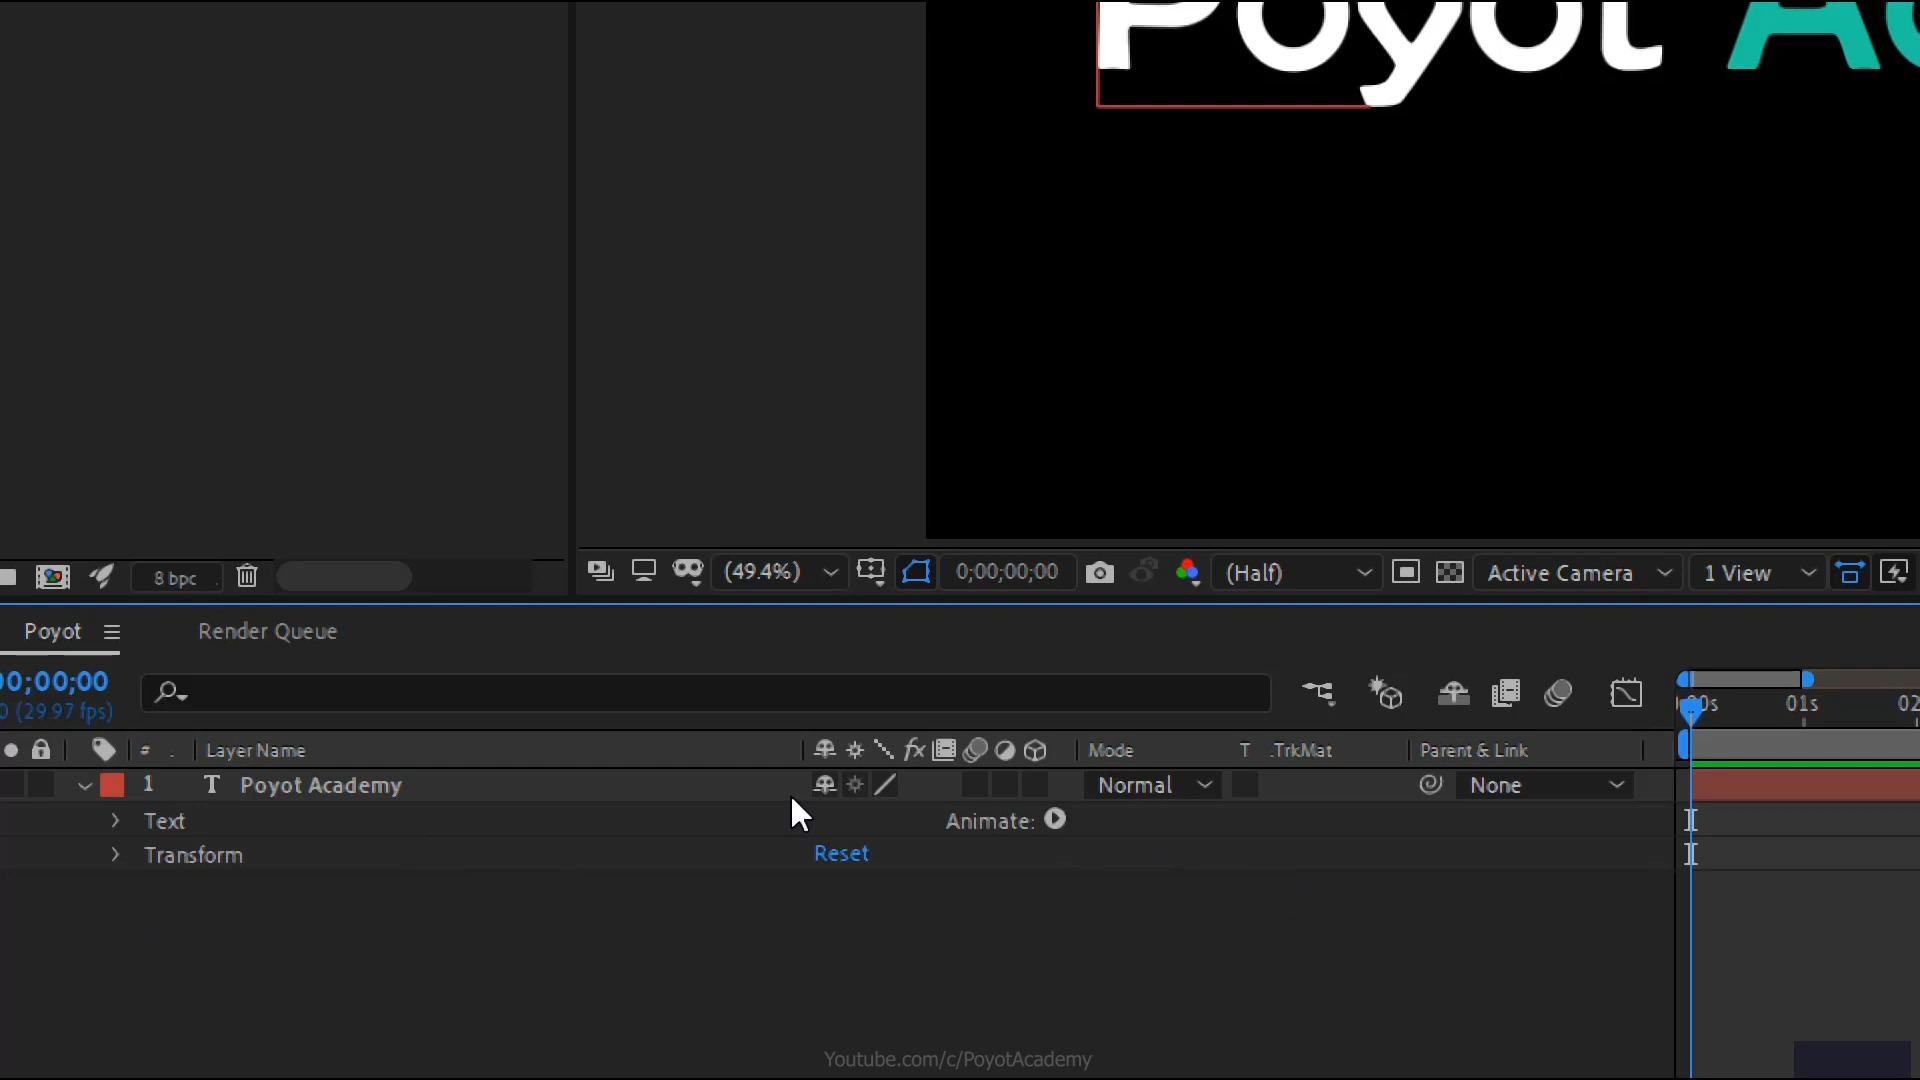 Poyot A
8 bpc
(49.4%)
0;00;00;00
(Half)
Active Camera
1 View
Poyot
Render Queue
00;00;00
0 (29.97 fps)
00s
01s
02
#
.
Layer Name
fx
Mode
T
.TrkMat
Parent & Link
1
T
Poyot Academy
Normal
None
Text
Animate:
Transform
Reset
Youtube.com/c/PoyotAcademy